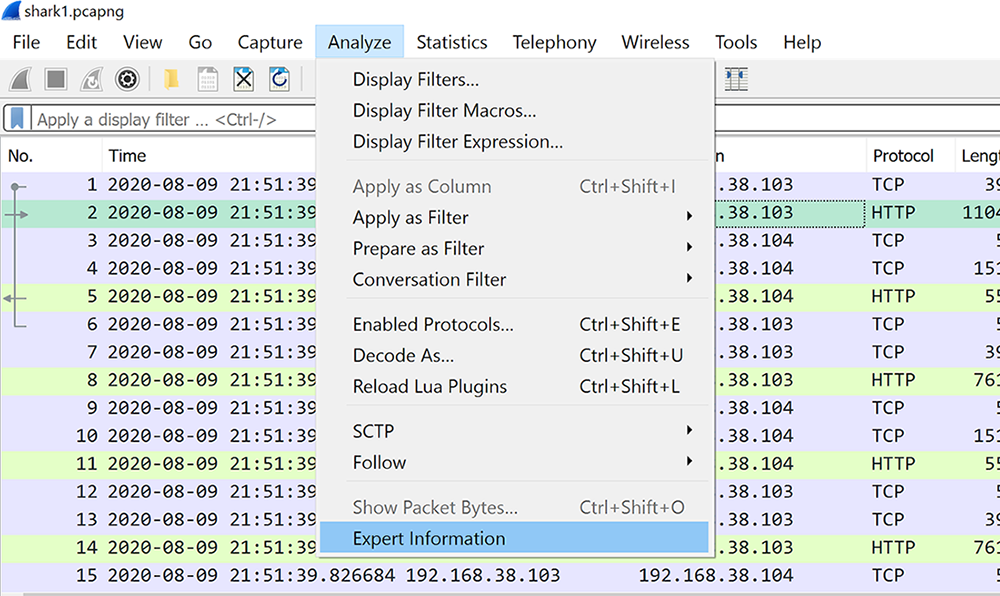 shark1.pcapng
File Edit View Go Capture Analyze Statistics Telephony Wireless Tools Help
Display Filters...
Display Filter Macros...
Display Filter Expression...
Apply as Column Ctrl+Shift+I
Apply as Filter
Prepare as Filter
Conversation Filter
Enabled Protocols... Ctrl+Shift+E
Decode As... Ctrl+Shift+U
Reload Lua Plugins Ctrl+Shift+L
SCTP
Follow
Show Packet Bytes... Ctrl+Shift+O
Expert Information
Apply a display filter ... <Ctrl-/>
No. Time n Protocol Lengt
1 2020-08-09 21:51:39 .38.103 TCP 39
2 2020-08-09 21:51:39 .38.103 HTTP 1104
3 2020-08-09 21:51:39 .38.104 TCP 5
4 2020-08-09 21:51:39 .38.104 TCP 151
5 2020-08-09 21:51:39 .38.104 HTTP 55
6 2020-08-09 21:51:39 .38.103 TCP 5
7 2020-08-09 21:51:39 .38.103 TCP 39
8 2020-08-09 21:51:39 .38.103 HTTP 761
9 2020-08-09 21:51:39 .38.104 TCP 5
10 2020-08-09 21:51:39 .38.104 TCP 151
11 2020-08-09 21:51:39 .38.104 HTTP 55
12 2020-08-09 21:51:39 .38.103 TCP 5
13 2020-08-09 21:51:39 .38.103 TCP 39
14 2020-08-09 21:51:39 .38.103 HTTP 761
15 2020-08-09 21:51:39.826684 192.168.38.103 192.168.38.104 TCP 5